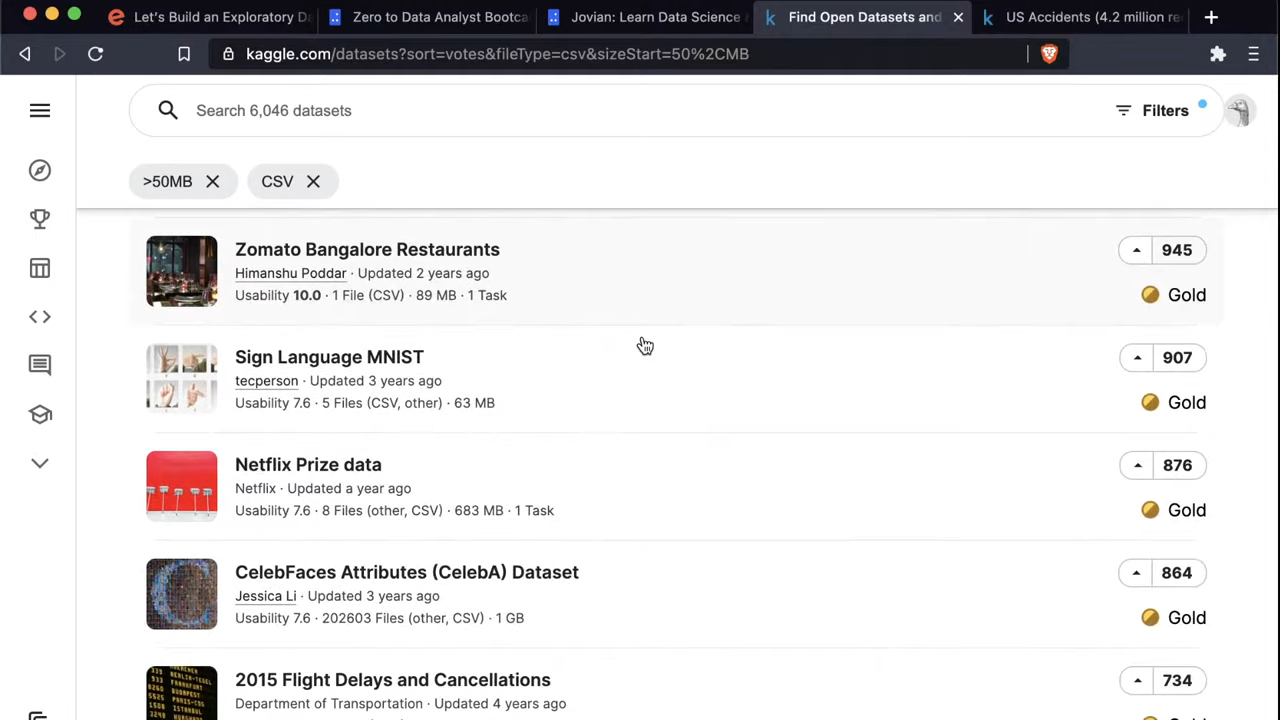 Let's Build an Exploratory D
Zero to Data Analyst Bootca
Jovian: Learn Data Science
Find Open Datasets and
US Accidents (4.2 million re
kaggle.com/datasets?sort=votes&fileType=csv&sizeStart=50%2CMB
Search 6,046 datasets
Filters
>50MB
CSV
Zomato Bangalore Restaurants
945
Himanshu Poddar · Updated 2 years ago
Usability 10.0 · 1 File (CSV) · 89 MB · 1 Task
Gold
Sign Language MNIST
907
tecperson · Updated 3 years ago
Usability 7.6 · 5 Files (CSV, other) · 63 MB
Gold
Netflix Prize data
876
Netflix · Updated a year ago
Usability 7.6 · 8 Files (other, CSV) · 683 MB · 1 Task
Gold
CelebFaces Attributes (CelebA) Dataset
864
Jessica Li · Updated 3 years ago
Usability 7.6 · 202603 Files (other, CSV) · 1 GB
Gold
2015 Flight Delays and Cancellations
734
Department of Transportation · Updated 4 years ago